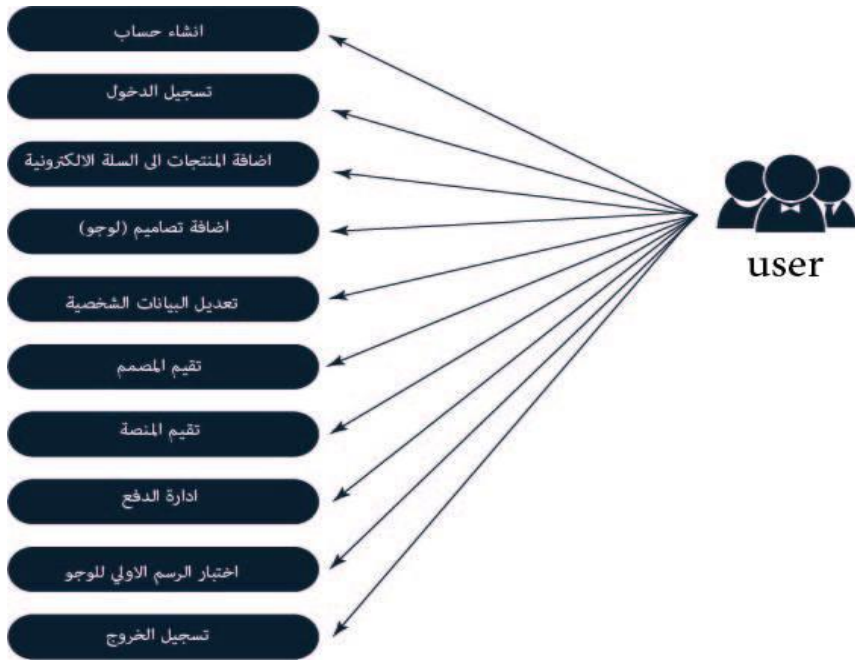 انشاء حساب
تسجيل الدخول
اضافة المنتجات الى السلة الالكترونية
اضافة تصاميم (لوجو)
تعديل البيانات الشخصية
تقيم المصمم
تقيم المنصة
ادارة الدفع
اختبار الرسم الاولي للوجو
تسجيل الخروج
user